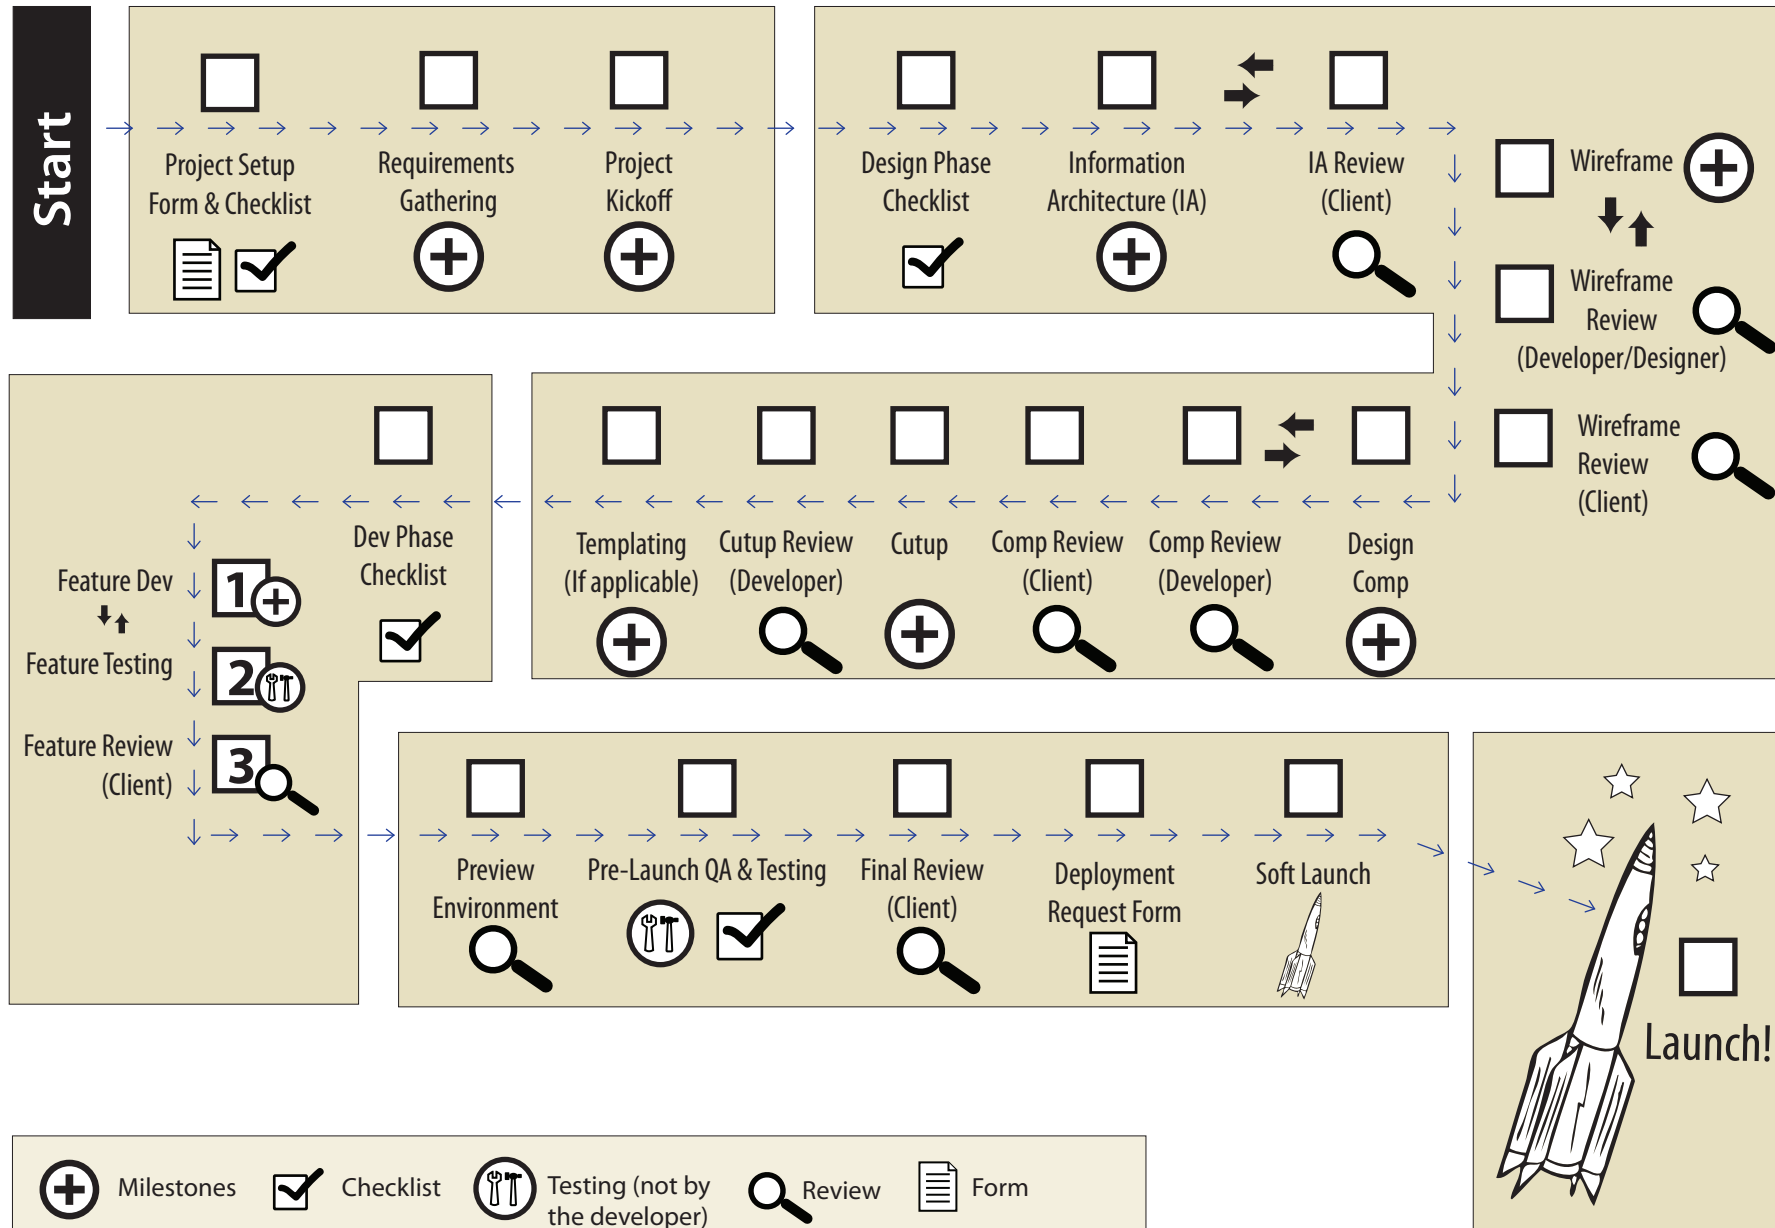 Start
Project Setup
Form & Checklist
Requirements
Gathering
Project
Kickoff
Design Phase
Checklist
Information
Architecture (IA)
IA Review
(Client)
Wireframe
Wireframe
Review
(Developer/Designer)
Wireframe
Review
(Client)
Design
Comp
Comp Review
(Developer)
Comp Review
(Client)
Cutup
Cutup Review
(Developer)
Templating
(If applicable)
Dev Phase
Checklist
Feature Dev
1
Feature Testing
2
Feature Review
(Client)
3
Preview
Environment
Pre-Launch QA & Testing
Final Review
(Client)
Deployment
Request Form
Soft Launch
Launch!
Milestones
Checklist
Testing (not by
the developer)
Review
Form